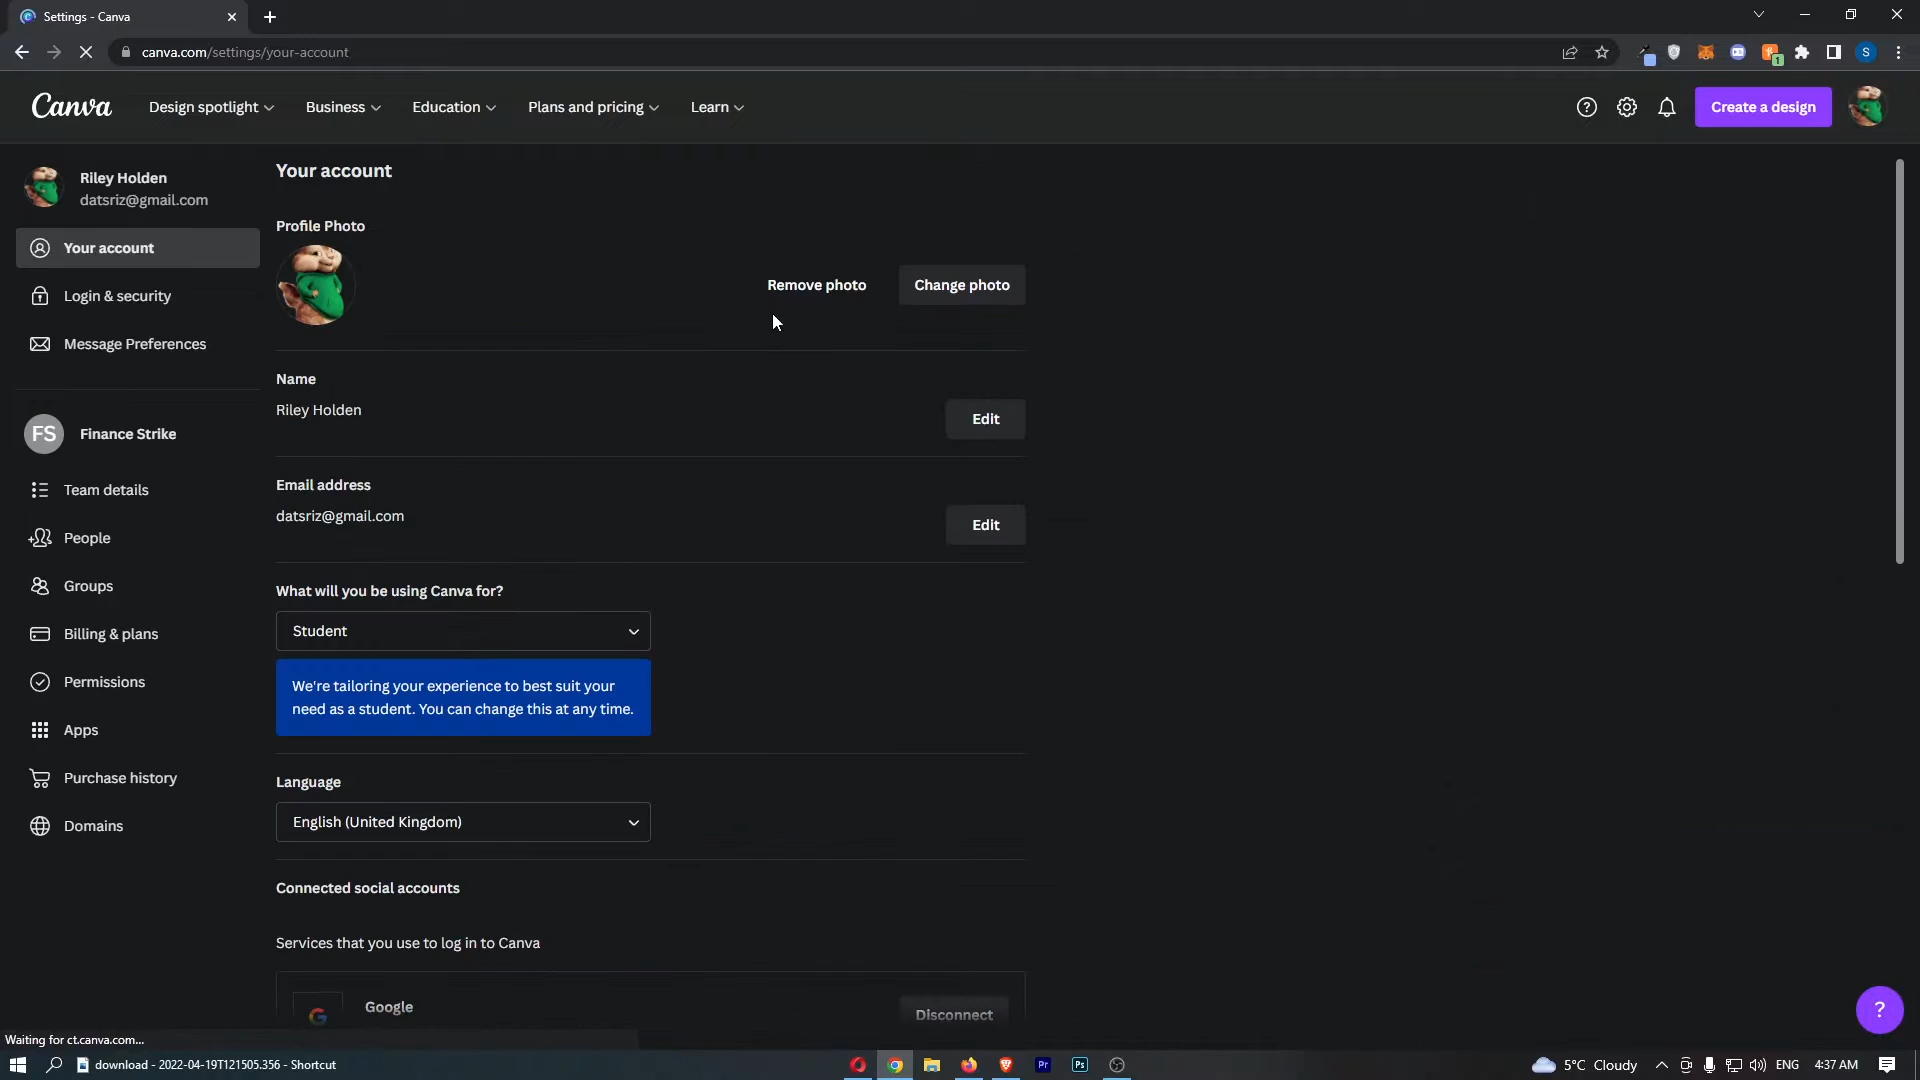 Settings - Canva
canva.com/settings/your-account
1
S
Canva
Design spotlight
Business
Education
Plans and pricing
Learn
Create a design
Riley Holden
datsriz@gmail.com
Your account
Login & security
Message Preferences
FS
Finance Strike
Team details
People
Groups
Billing & plans
Permissions
Apps
Purchase history
Domains
Your account
Profile Photo
Remove photo
Change photo
Name
Riley Holden
Edit
Email address
datsriz@gmail.com
Edit
What will you be using Canva for?
Student
We're tailoring your experience to best suit your
need as a student. You can change this at any time.
Language
English (United Kingdom)
Connected social accounts
Services that you use to log in to Canva
G
Google
Disconnect
?
Waiting for ct.canva.com...
download - 2022-04-19T121505.356 - Shortcut
Pr
Ps
5°C Cloudy
ENG
4:37 AM